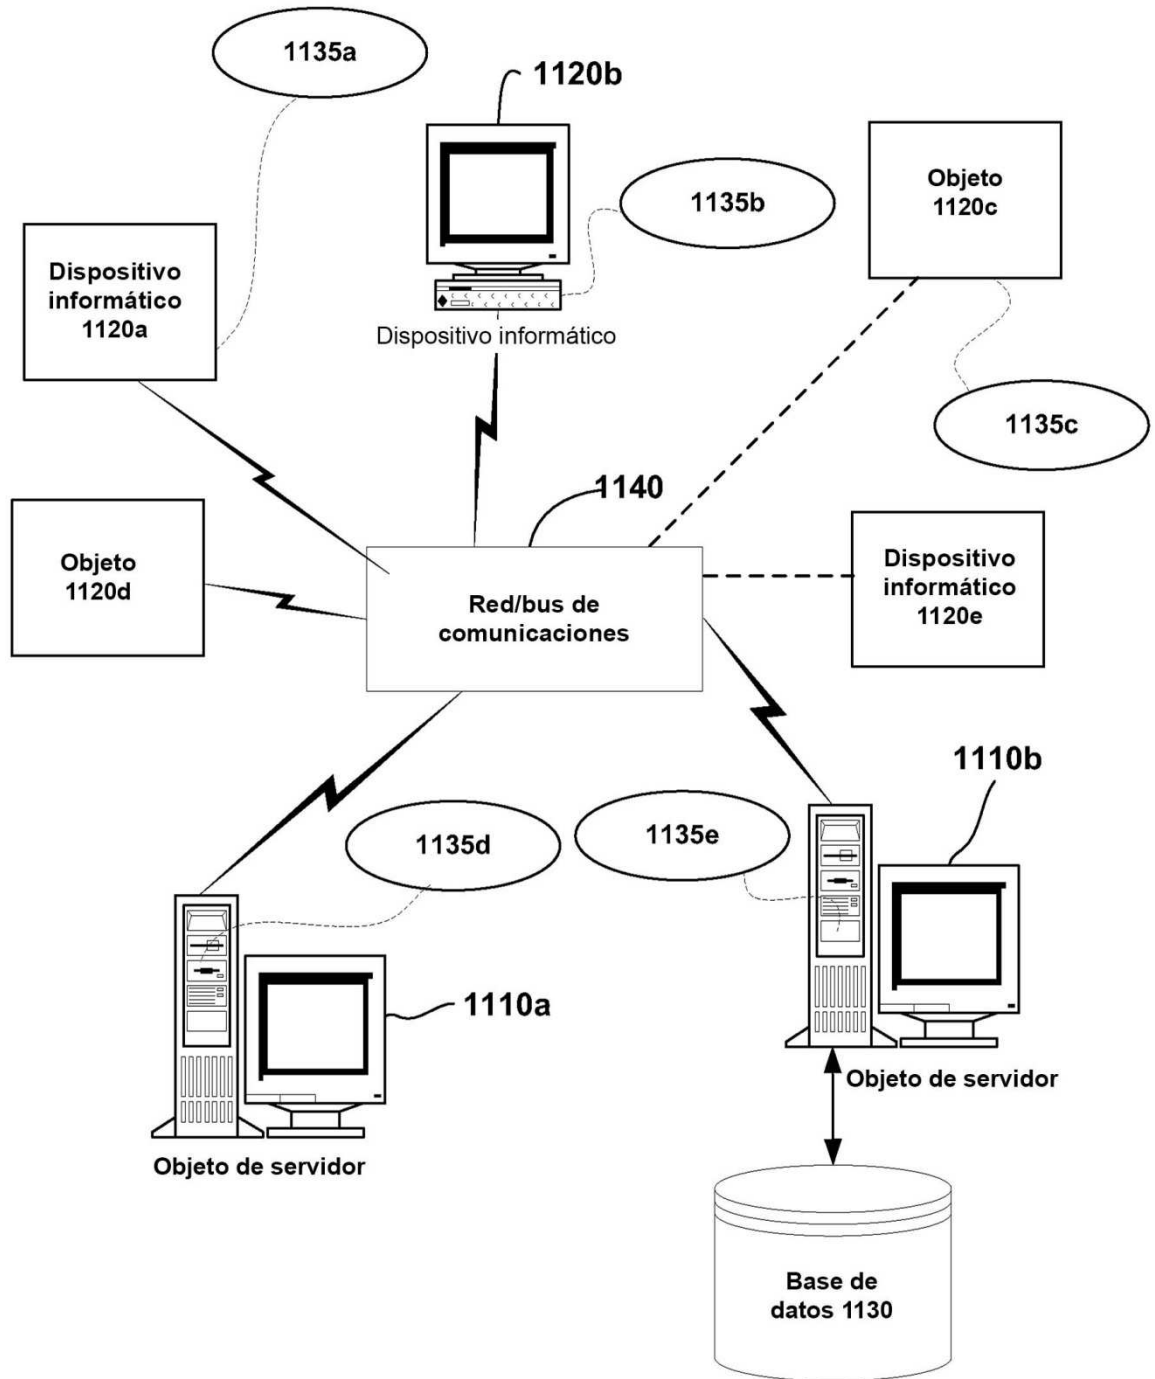 1135a
1120b
1135b
Objeto
1120c
Dispositivo
informático
1120a
Dispositivo informático
1135c
1140
Objeto
1120d
Red/bus de
comunicaciones
Dispositivo
informático
1120e
1110b
1135d
1135e
1110a
Objeto de servidor
Objeto de servidor
Base de
datos 1130